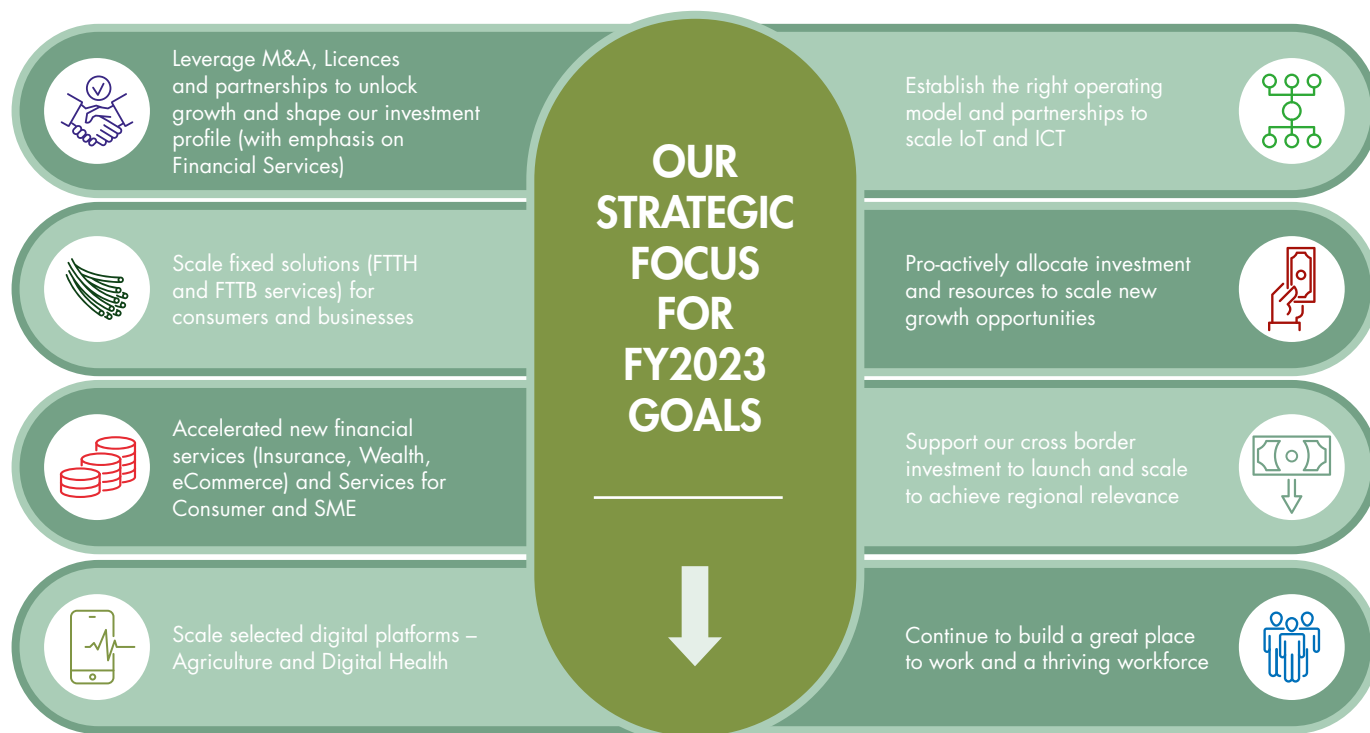 OUR
STRATEGIC
FOCUS
FOR
FY2023
GOALS
Leverage M&A, Licences
and partnerships to unlock
growth and shape our investment
profile (with emphasis on
Financial Services)
Scale fixed solutions (FTTH
and FTTB services) for
consumers and businesses
Accelerated new financial
services (Insurance, Wealth,
eCommerce) and Services for
Consumer and SME
Scale selected digital platforms –
Agriculture and Digital Health
Establish the right operating
model and partnerships to
scale IoT and ICT
Pro-actively allocate investment
and resources to scale new
growth opportunities
Support our cross border
investment to launch and scale
to achieve regional relevance
Continue to build a great place
to work and a thriving workforce